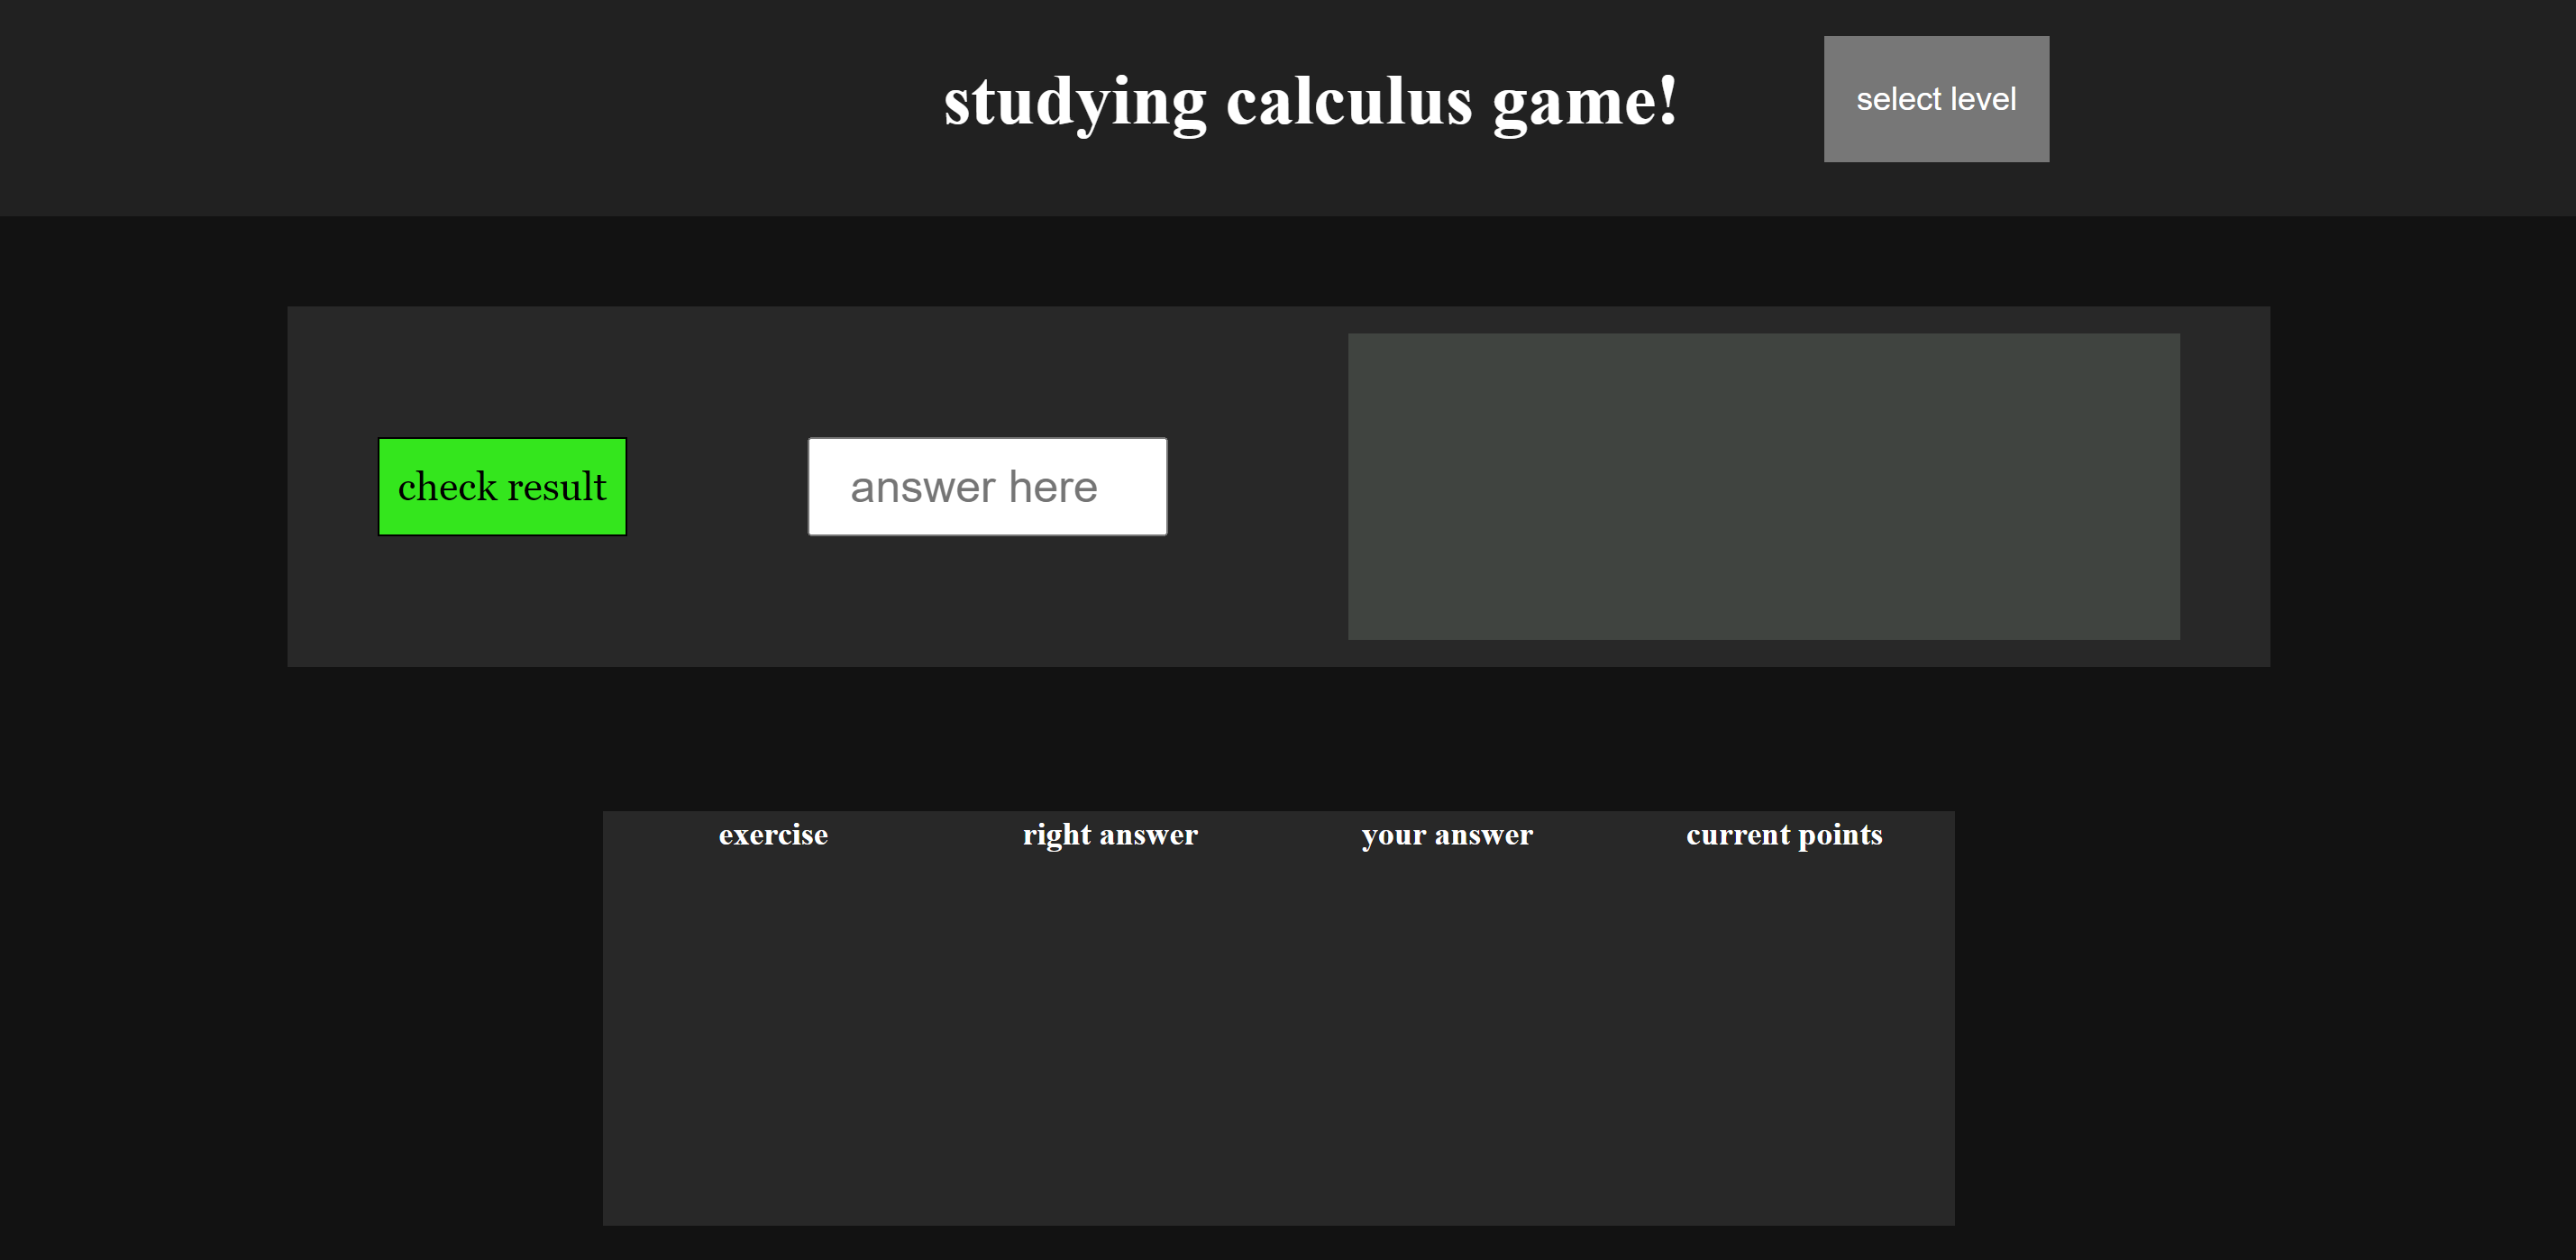 studying calculus game!
select level
check result
answer here
exercise right answer your answer current points